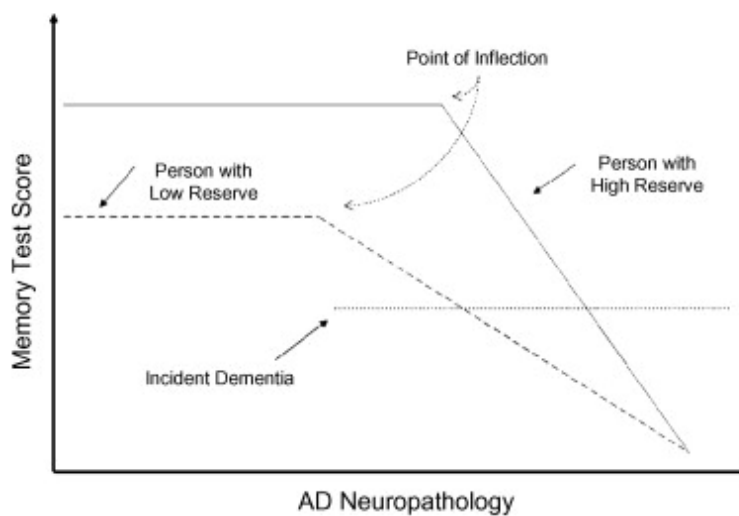 Point of Inflection
Person with
Low Reserve
Person with
High Reserve
Incident Dementia
Memory Test Score
AD Neuropathology